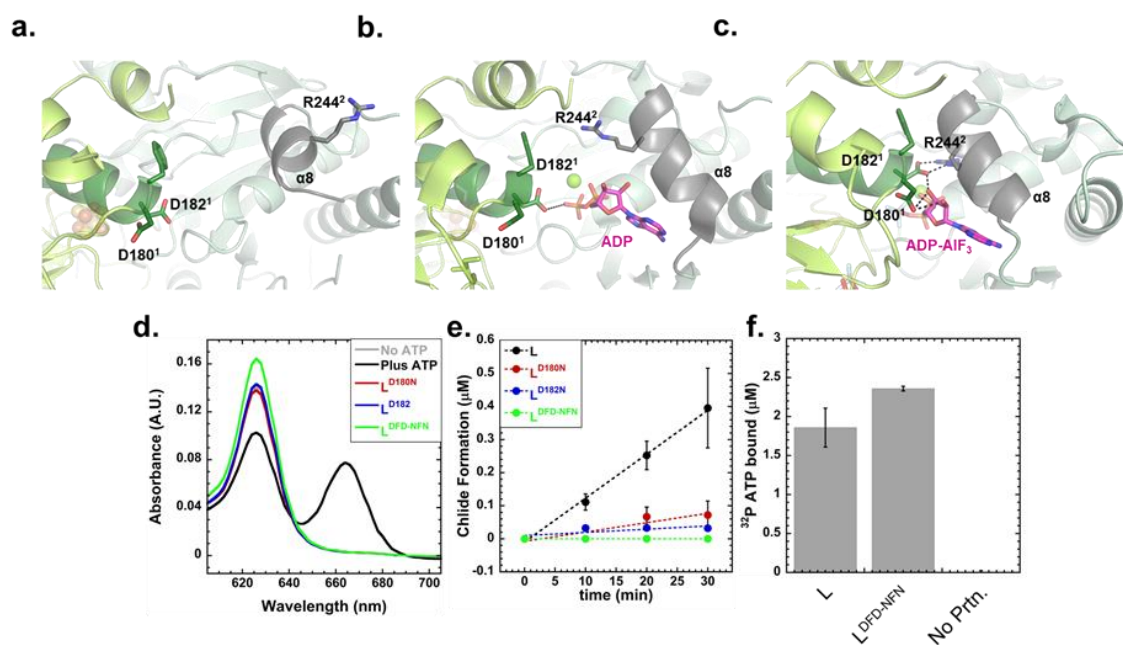 a.
b.
c.
R244²
α8
D182¹
D180¹
R244²
D182¹
α8
D180¹
ADP
R244²
D182¹
α8
D180¹
ADP-AlF₃
d.
e.
f.
Absorbance (A.U.)
0.16
0.12
0.08
0.04
0
620 640 660 680 700
Wavelength (nm)
No ATP
Plus ATP
L^D180N
L^D182
L^DFD-NFN
Chlide Formation (µM)
0.6
0.5
0.4
0.3
0.2
0.1
0
-0.1
0 10 20 30
time (min)
L
L^D180N
L^D182N
L^DFD-NFN
³²P ATP bound (µM)
3
2.5
2
1.5
1
0.5
0
L
L^DFD-NFN
No Prtn.